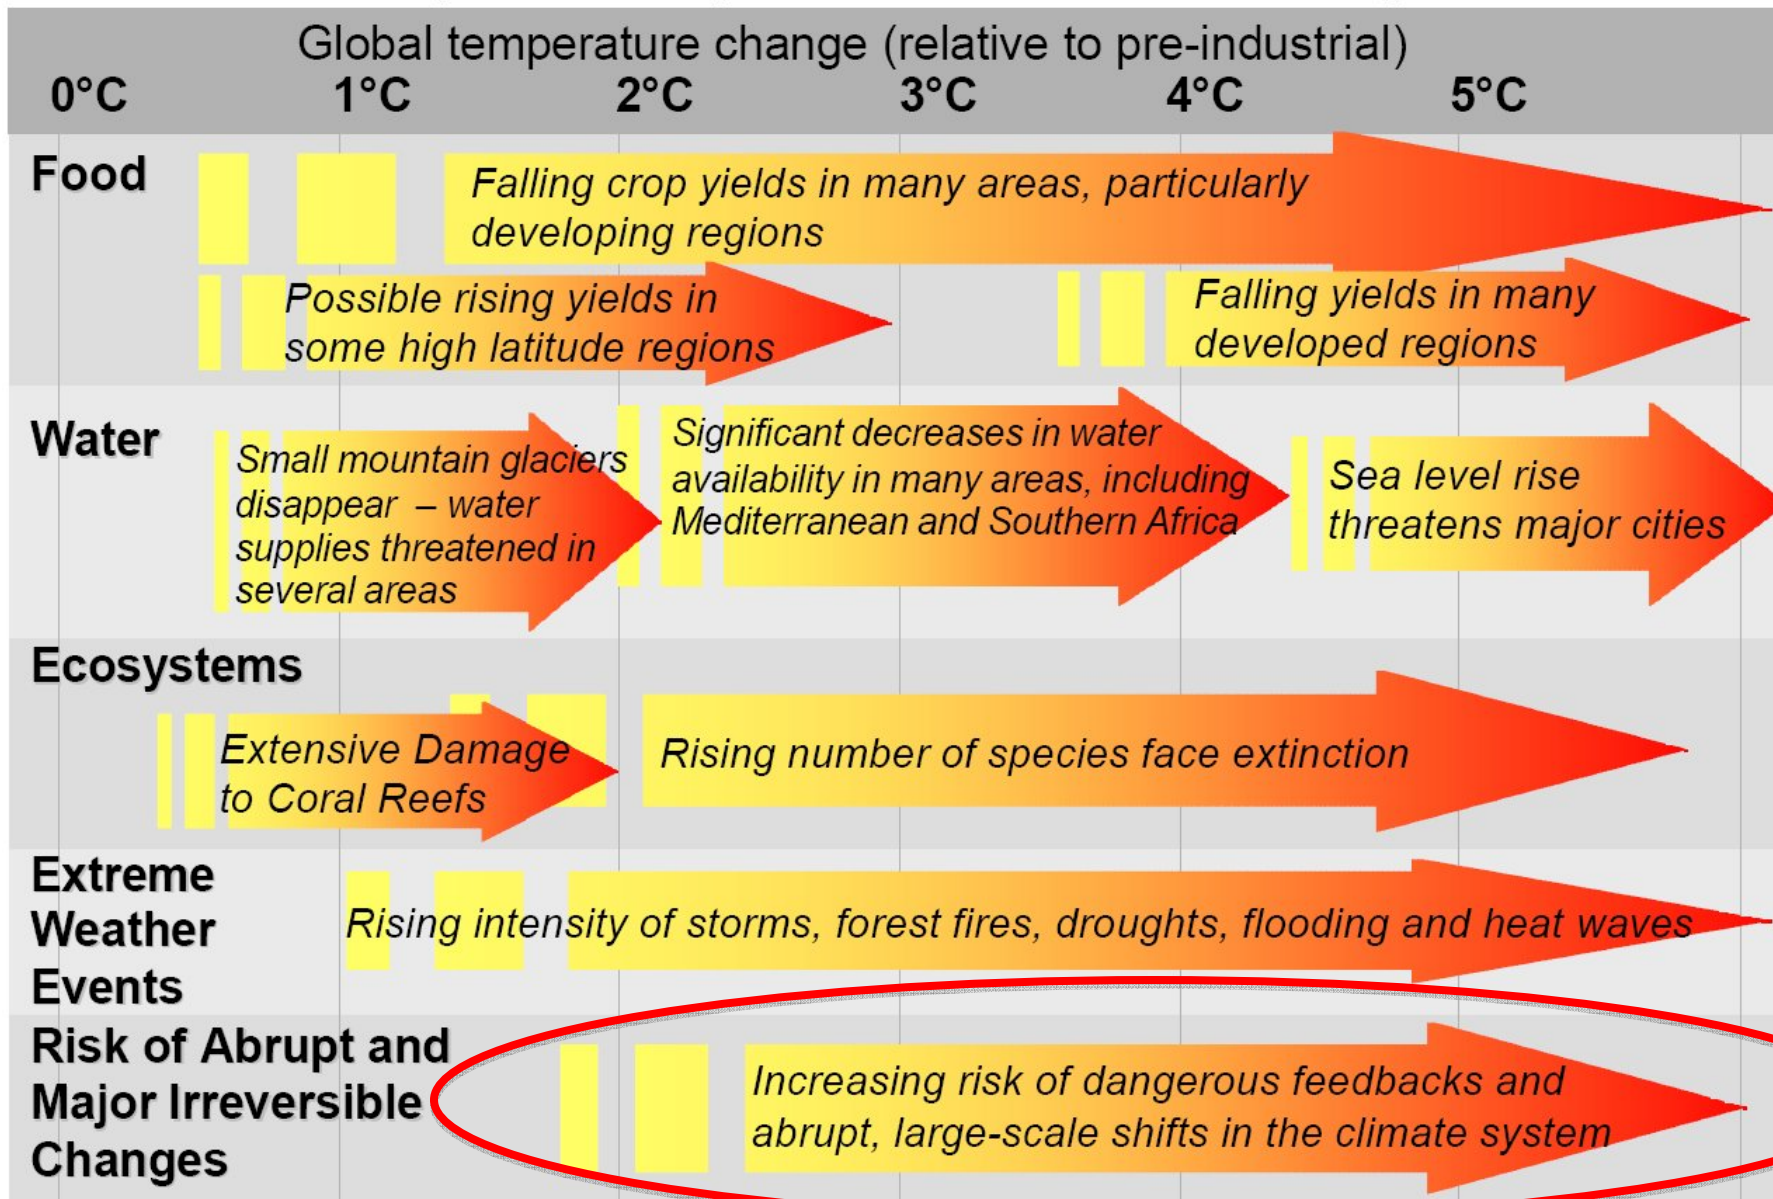 Global temperature change (relative to pre-industrial)
0°C 1°C 2°C 3°C 4°C 5°C
Food
Falling crop yields in many areas, particularly
developing regions
Possible rising yields in
some high latitude regions
Falling yields in many
developed regions
Water
Small mountain glaciers
disappear – water
supplies threatened in
several areas
Significant decreases in water
availability in many areas, including
Mediterranean and Southern Africa
Sea level rise
threatens major cities
Ecosystems
Extensive Damage
to Coral Reefs
Rising number of species face extinction
Extreme
Weather
Events
Rising intensity of storms, forest fires, droughts, flooding and heat waves
Risk of Abrupt and
Major Irreversible
Changes
Increasing risk of dangerous feedbacks and
abrupt, large-scale shifts in the climate system